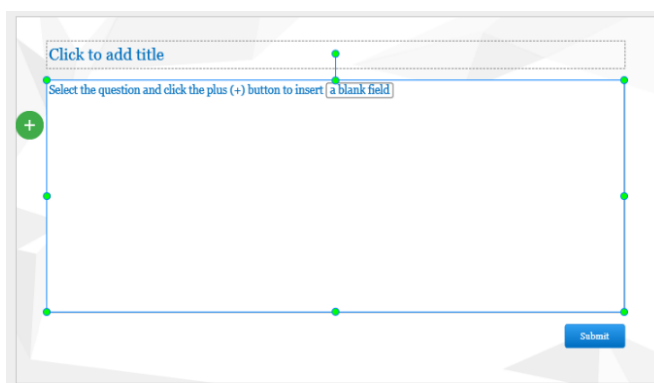 Click to add title
Select the question and click the plus (+) button to insert a blank field
+
Submit